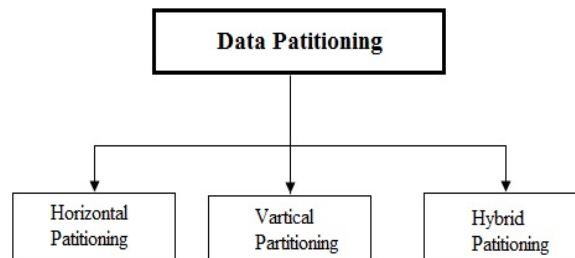 Data Patitioning
Horizontal
Patitioning
Vartical
Partitioning
Hybrid
Patitioning